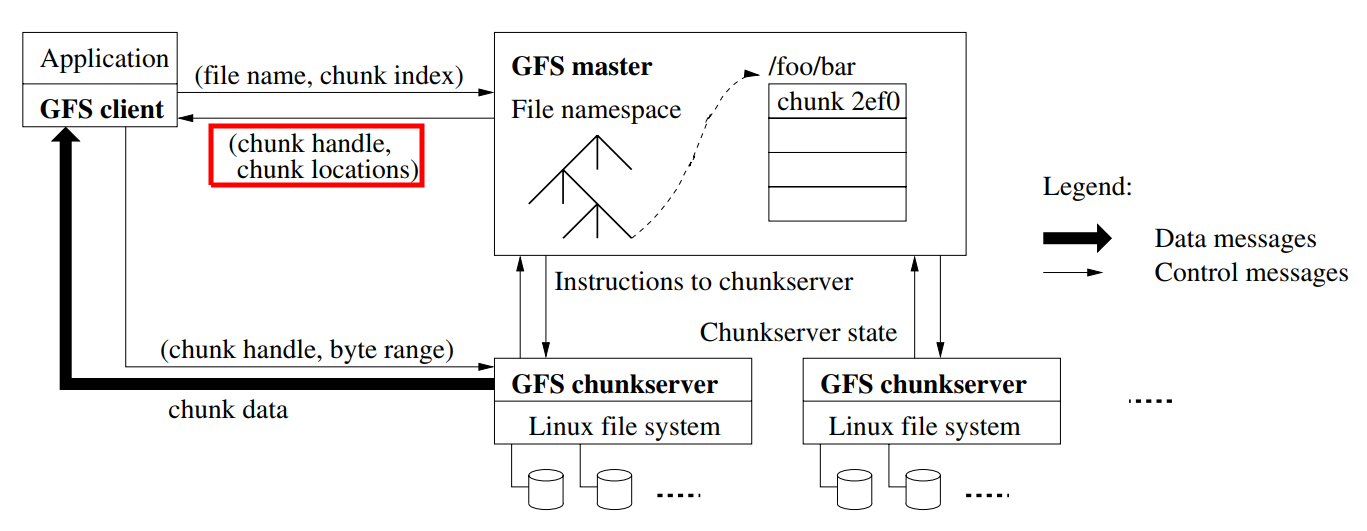 Application
GFS client
(file name, chunk index)
(chunk handle,
chunk locations)
GFS master
File namespace
/foo/bar
chunk 2ef0
Legend:
Data messages
Control messages
Instructions to chunkserver
Chunkserver state
(chunk handle, byte range)
chunk data
GFS chunkserver
Linux file system
GFS chunkserver
Linux file system